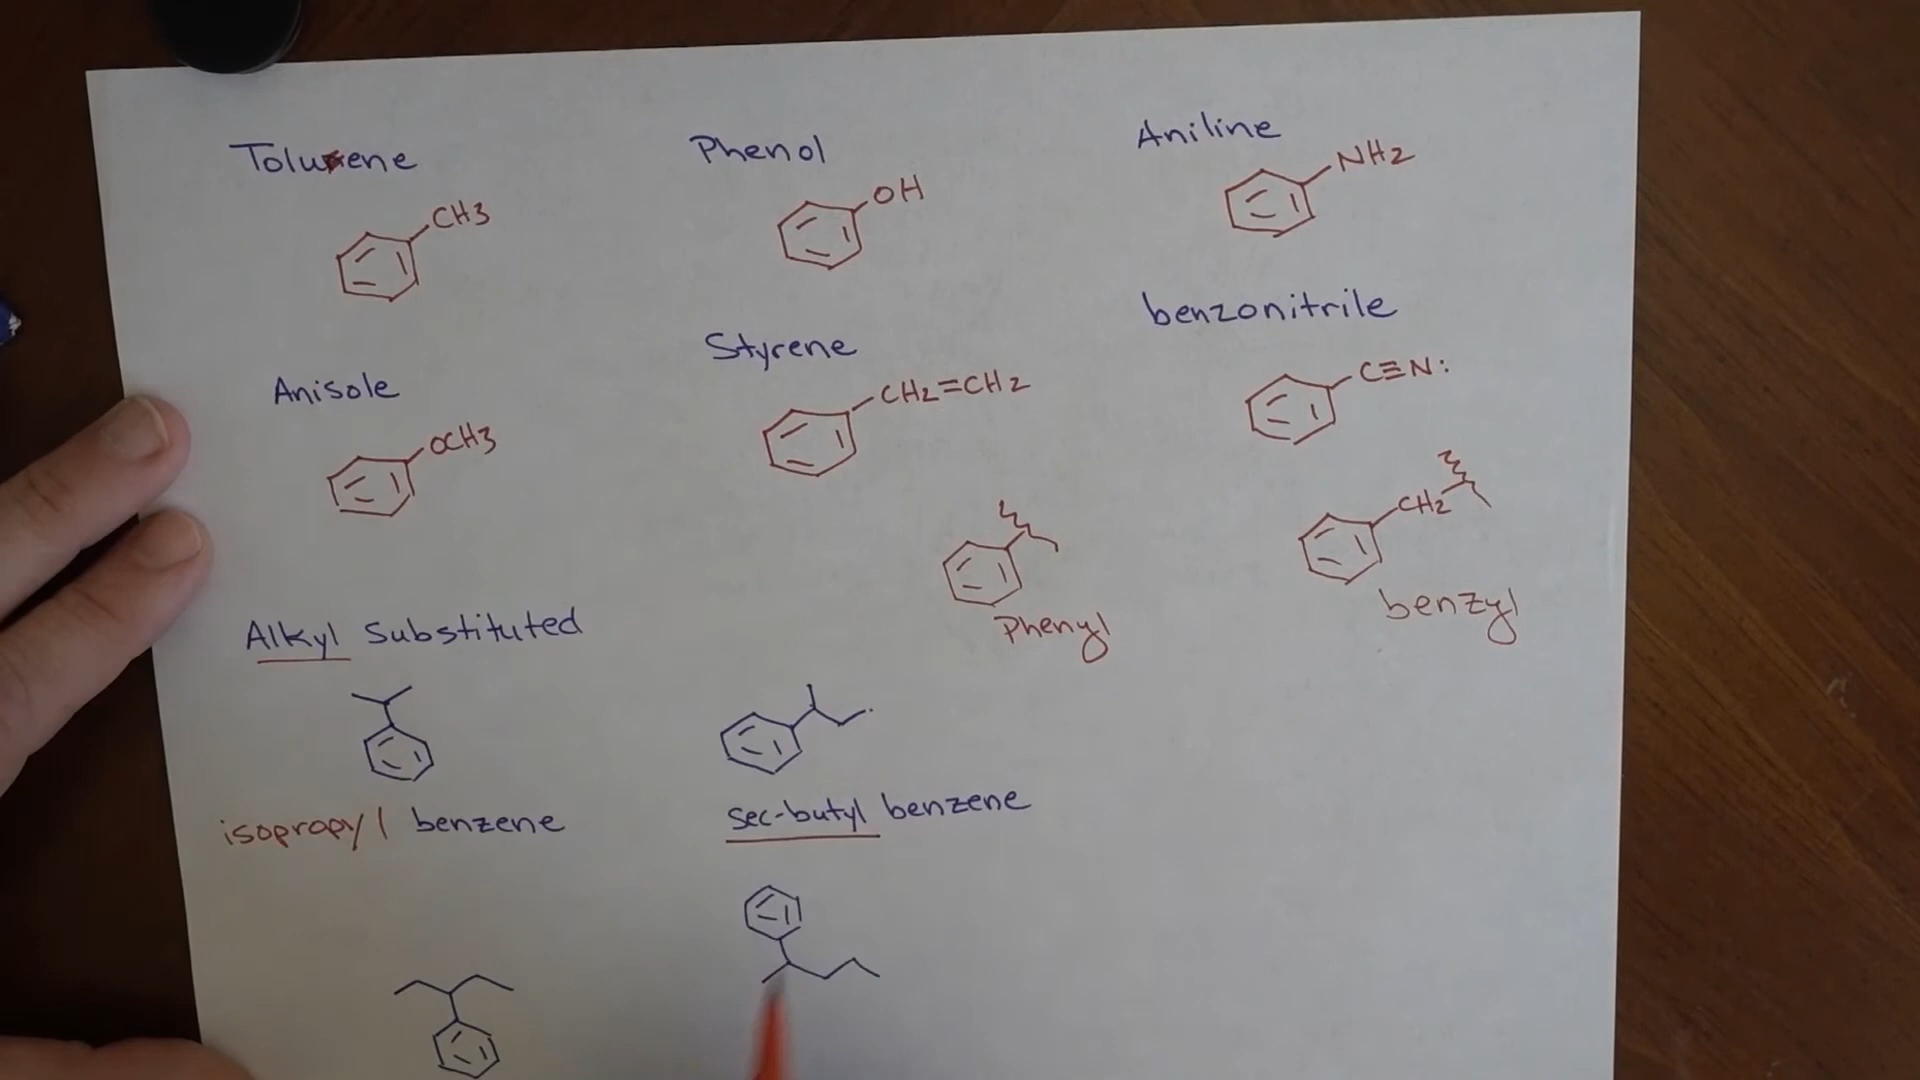 Toluene
CH3
Phenol
OH
Aniline
NH2
Anisole
OCH3
Styrene
CH2=CH2
benzonitrile
C≡N:
Phenyl
CH2
benzyl
Alkyl Substituted
isopropyl benzene
sec-butyl benzene